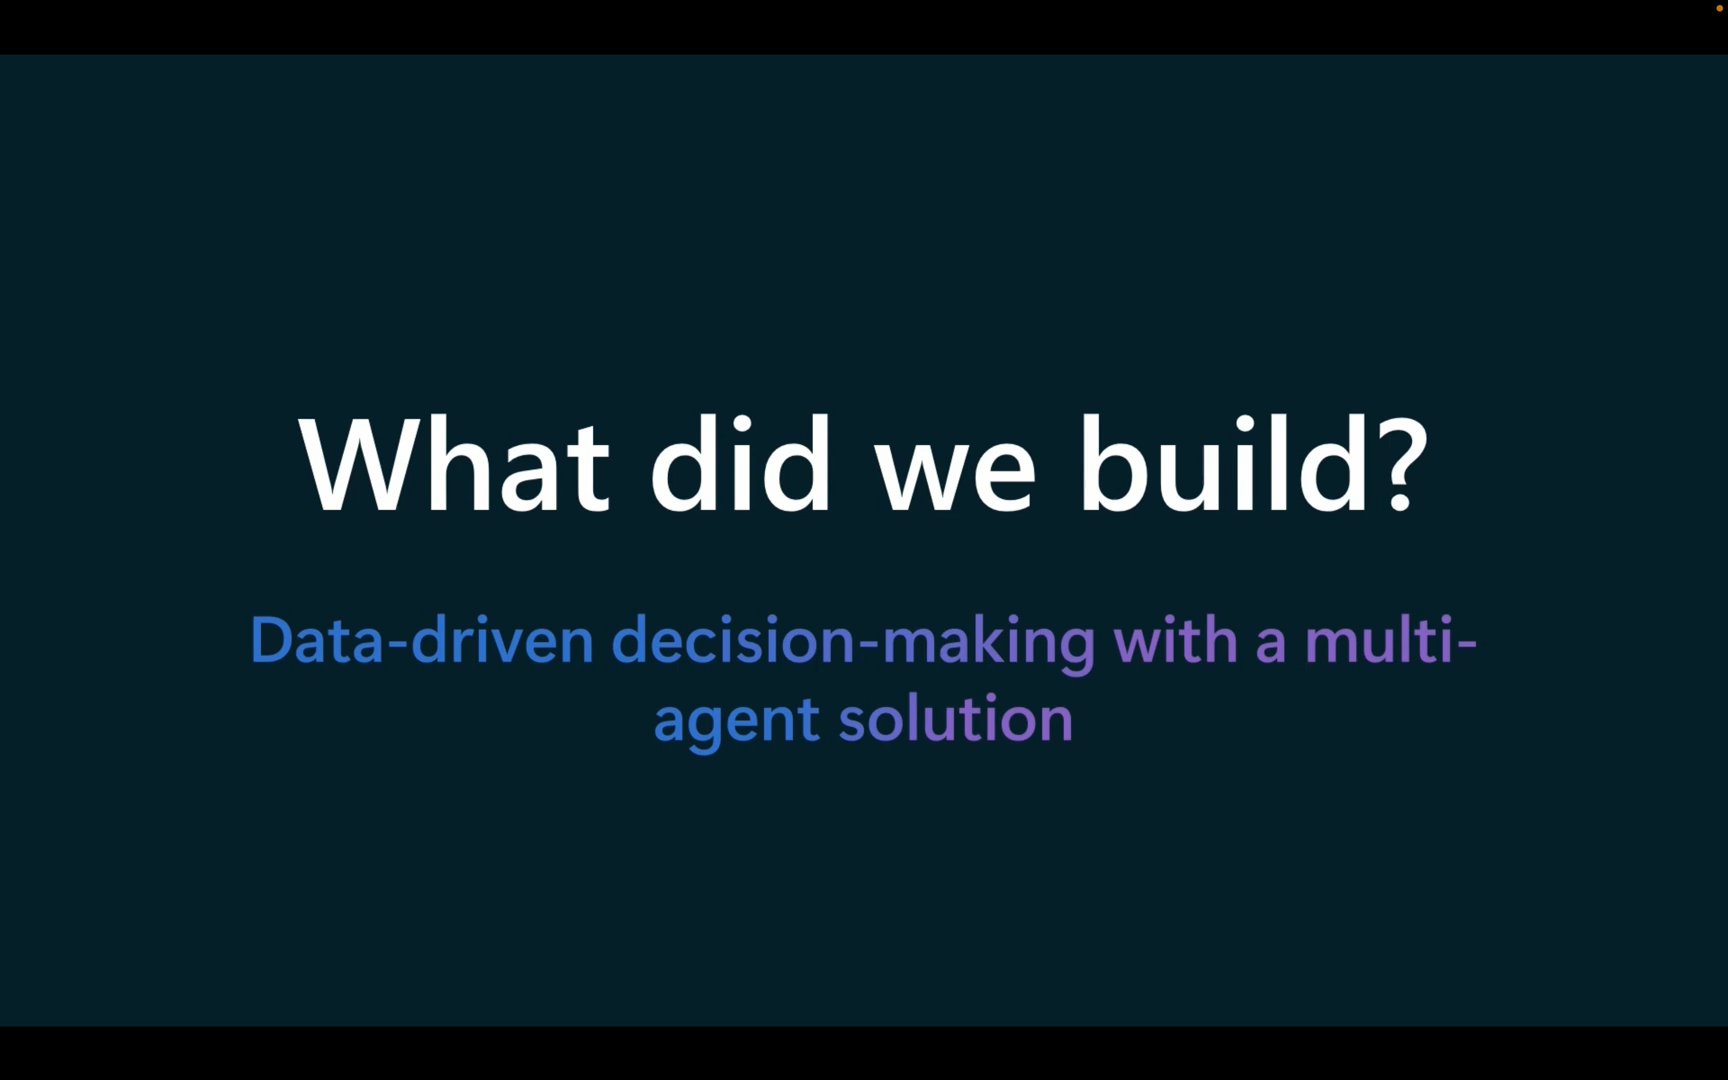 What did we build?
Data-driven decision-making with a multi-
agent solution